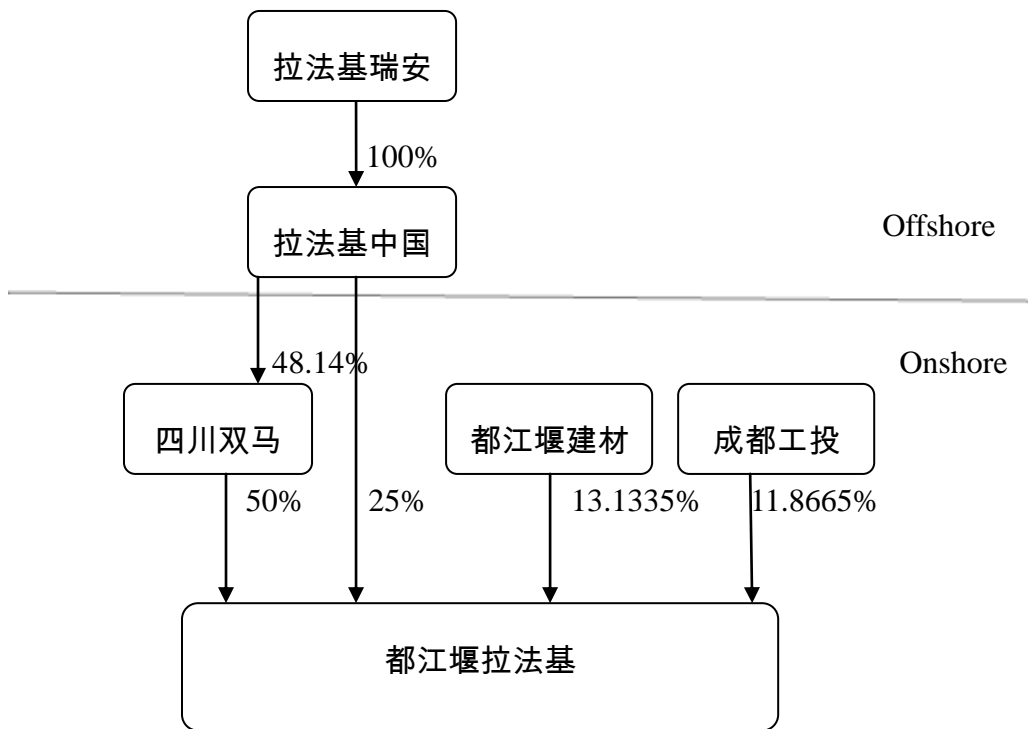 拉法基瑞安
100%
拉法基中国
Offshore
48.14%
Onshore
四川双马
都江堰建材
成都工投
50%
25%
13.1335%
11.8665%
都江堰拉法基